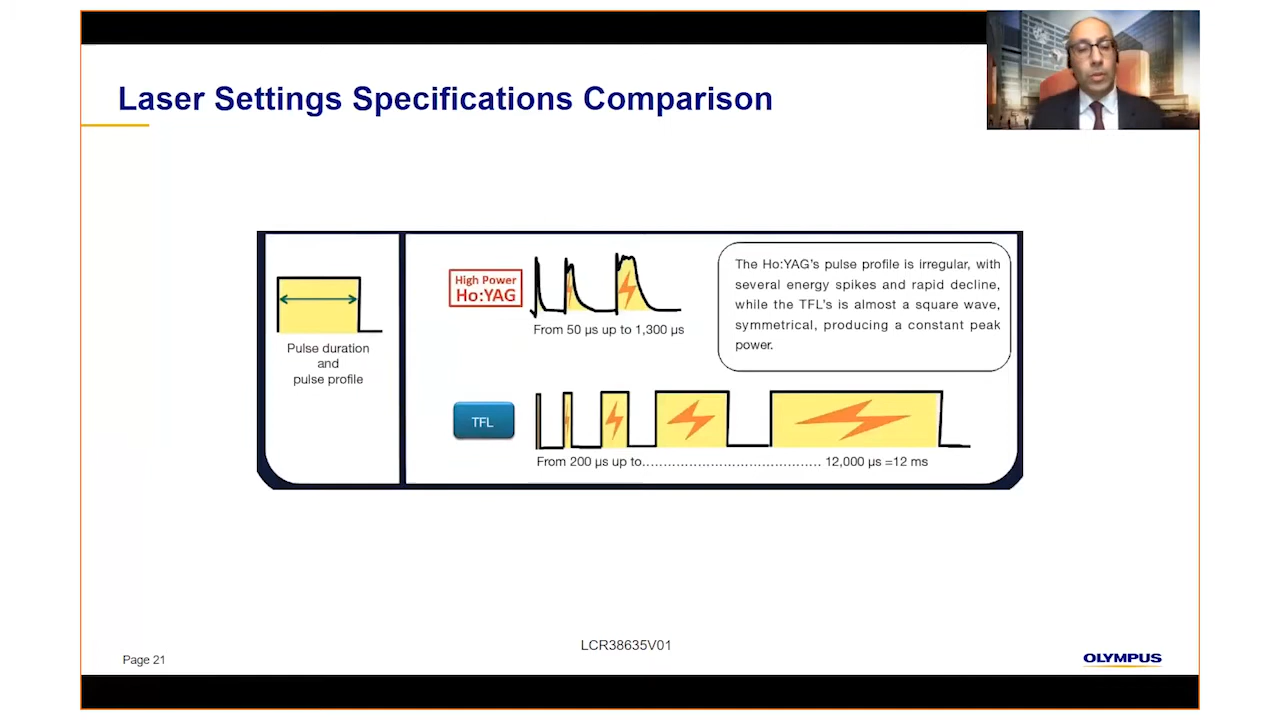 Laser Settings Specifications Comparison
Pulse duration
and
pulse profile
High Power
Ho:YAG
From 50 µs up to 1,300 µs
The Ho:YAG's pulse profile is irregular, with
several energy spikes and rapid decline,
while the TFL's is almost a square wave,
symmetrical, producing a constant peak
power.
TFL
From 200 µs up to.......................................... 12,000 µs =12 ms
LCR38635V01
Page 21
OLYMPUS